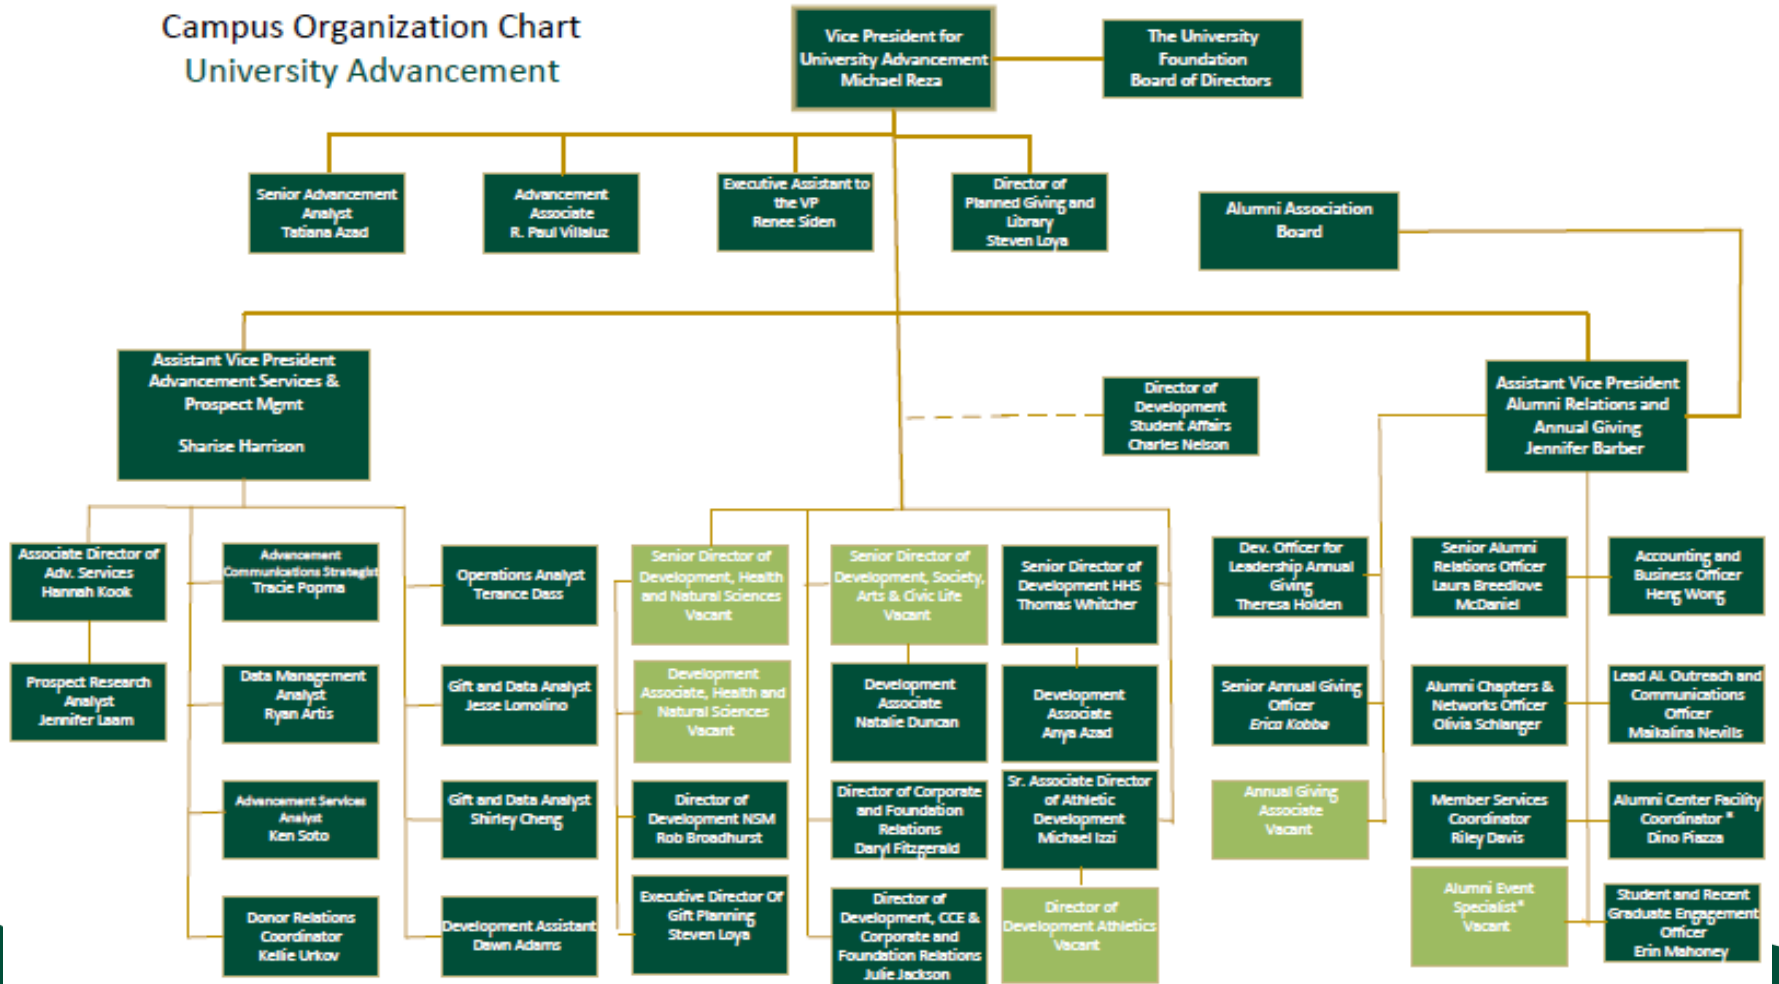 Campus Organization Chart
University Advancement
Vice President for
University Advancement
Michael Reza
The University
Foundation
Board of Directors
Senior Advancement
Analyst
Tatiana Azad
Advancement
Associate
R. Paul Villaluz
Executive Assistant to
the VP
Renee Siden
Director of
Planned Giving and
Library
Steven Loya
Alumni Association
Board
Assistant Vice President
Advancement Services &
Prospect Mgmt
Sharise Harrison
Director of
Development
Student Affairs
Charles Nelson
Assistant Vice President
Alumni Relations and
Annual Giving
Jennifer Barber
Associate Director of
Adv. Services
Hannah Kook
Advancement
Communications Strategist
Tracie Popma
Operations Analyst
Terance Dass
Senior Director of
Development, Health
and Natural Sciences
Vacant
Senior Director of
Development, Society,
Arts & Civic Life
Vacant
Senior Director of
Development HHS
Thomas Whitcher
Dev. Officer for
Leadership Annual
Giving
Theresa Holden
Senior Alumni
Relations Officer
Laura Breedlove
McDaniel
Accounting and
Business Officer
Heng Wong
Prospect Research
Analyst
Jennifer Laam
Data Management
Analyst
Ryan Artis
Gift and Data Analyst
Jesse Lomolino
Development
Associate, Health and
Natural Sciences
Vacant
Development
Associate
Natalie Duncan
Development
Associate
Anya Azad
Senior Annual Giving
Officer
Erica Kobbe
Alumni Chapters &
Networks Officer
Olivia Schlanger
Lead Al. Outreach and
Communications
Officer
Maikalina Nevills
Advancement Services
Analyst
Ken Soto
Gift and Data Analyst
Shirley Cheng
Director of
Development NSM
Rob Broadhurst
Director of Corporate
and Foundation
Relations
Daryl Fitzgerald
Sr. Associate Director
of Athletic
Development
Michael Izzi
Annual Giving
Associate
Vacant
Member Services
Coordinator
Riley Davis
Alumni Center Facility
Coordinator *
Dino Piazza
Donor Relations
Coordinator
Kellie Urkov
Development Assistant
Dawn Adams
Executive Director Of
Gift Planning
Steven Loya
Director of
Development, CCE &
Corporate and
Foundation Relations
Julie Jackson
Director of
Development Athletics
Vacant
Alumni Event
Specialist*
Vacant
Student and Recent
Graduate Engagement
Officer
Erin Mahoney